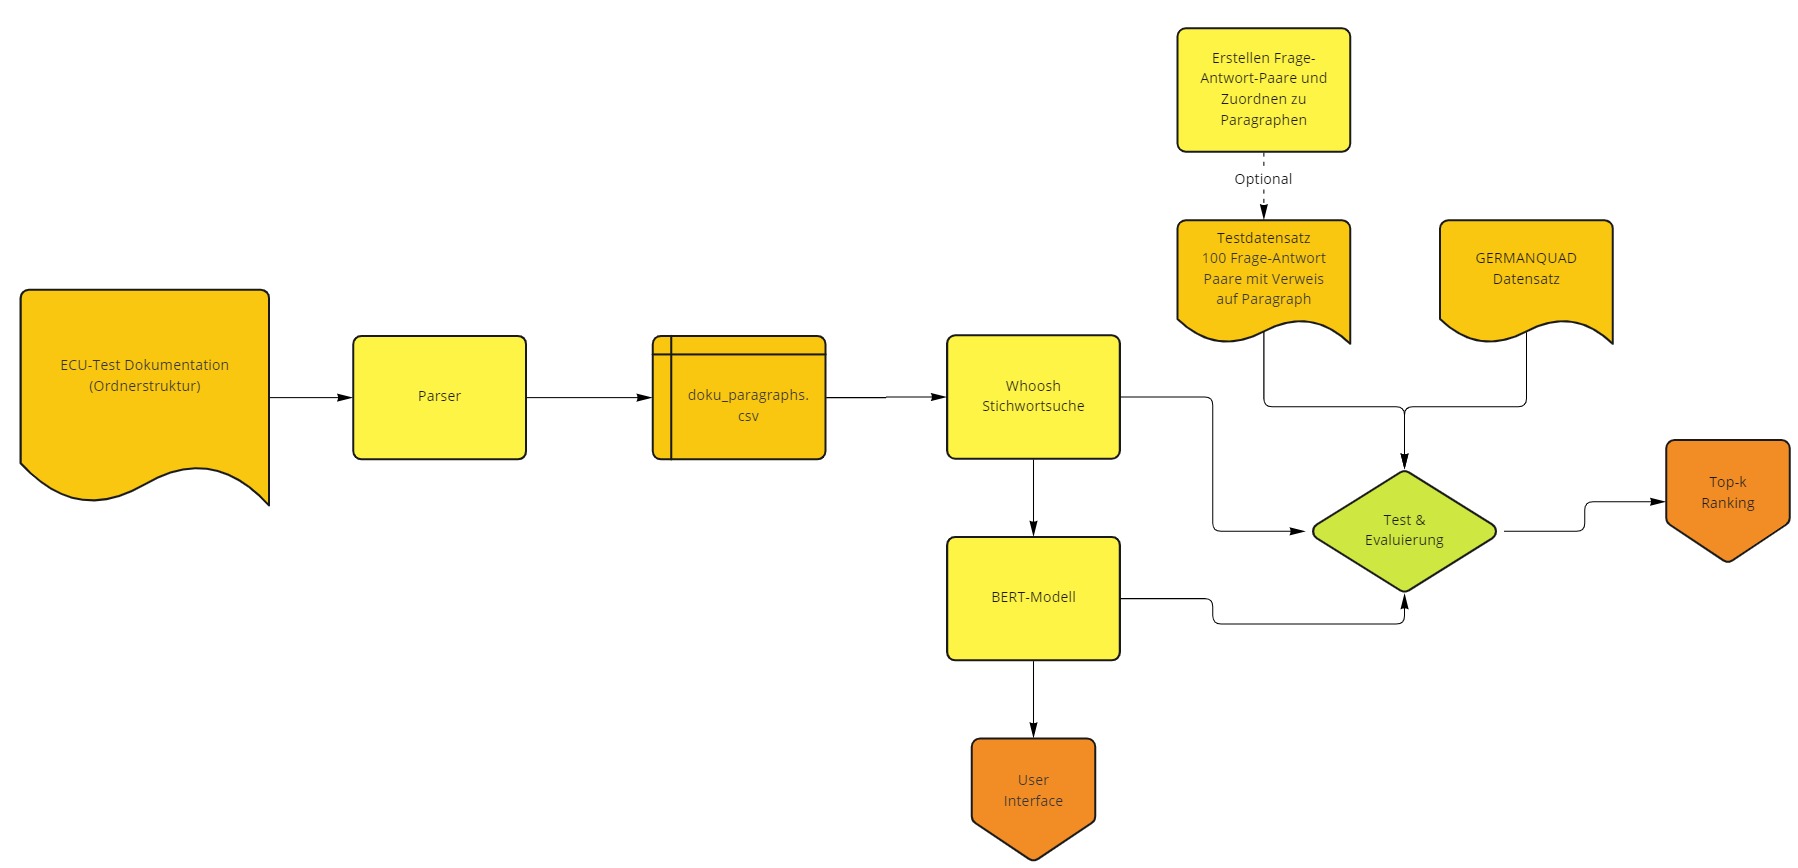 Erstellen Frage-
Antwort-Paare und
Zuordnen zu
Paragraphen
Optional
Testdatensatz
100 Frage-Antwort
Paare mit Verweis
auf Paragraph
GERMANQUAD
Datensatz
ECU-Test Dokumentation
(Ordnerstruktur)
Parser
doku_paragraphs.
csv
Whoosh
Stichwortsuche
Test &
Evaluierung
Top-k
Ranking
BERT-Modell
User
Interface